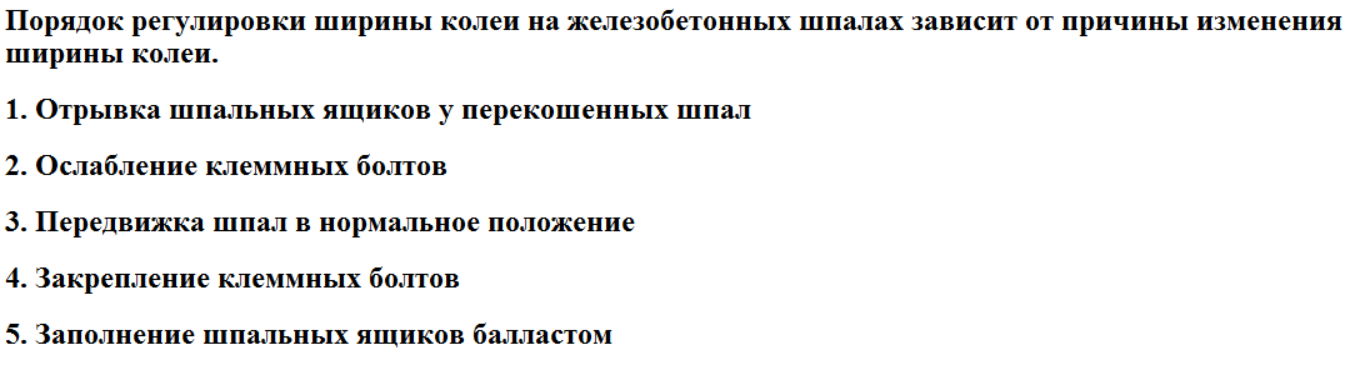 Порядок регулировки ширины колеи на железобетонных шпалах зависит от причины изменения
ширины колеи.
1. Отрывка шпальных ящиков у перекошенных шпал
2. Ослабление клеммных болтов
3. Передвижка шпал в нормальное положение
4. Закрепление клеммных болтов
5. Заполнение шпальных ящиков балластом